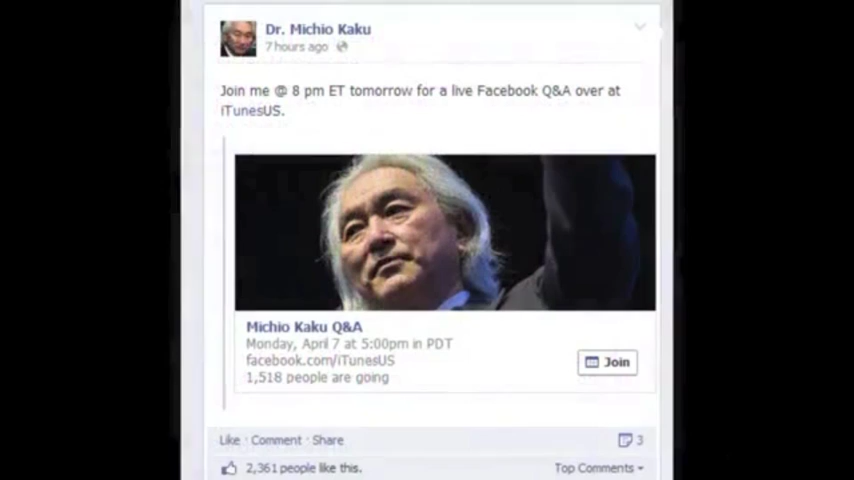 Dr. Michio Kaku
7 hours ago
Join me @ 8 pm ET tomorrow for a live Facebook Q&A over at
iTunesUS.
Michio Kaku Q&A
Monday, April 7 at 5:00pm in PDT
facebook.com/iTunesUS
1,518 people are going
Join
Like · Comment · Share
3
2,361 people like this.
Top Comments